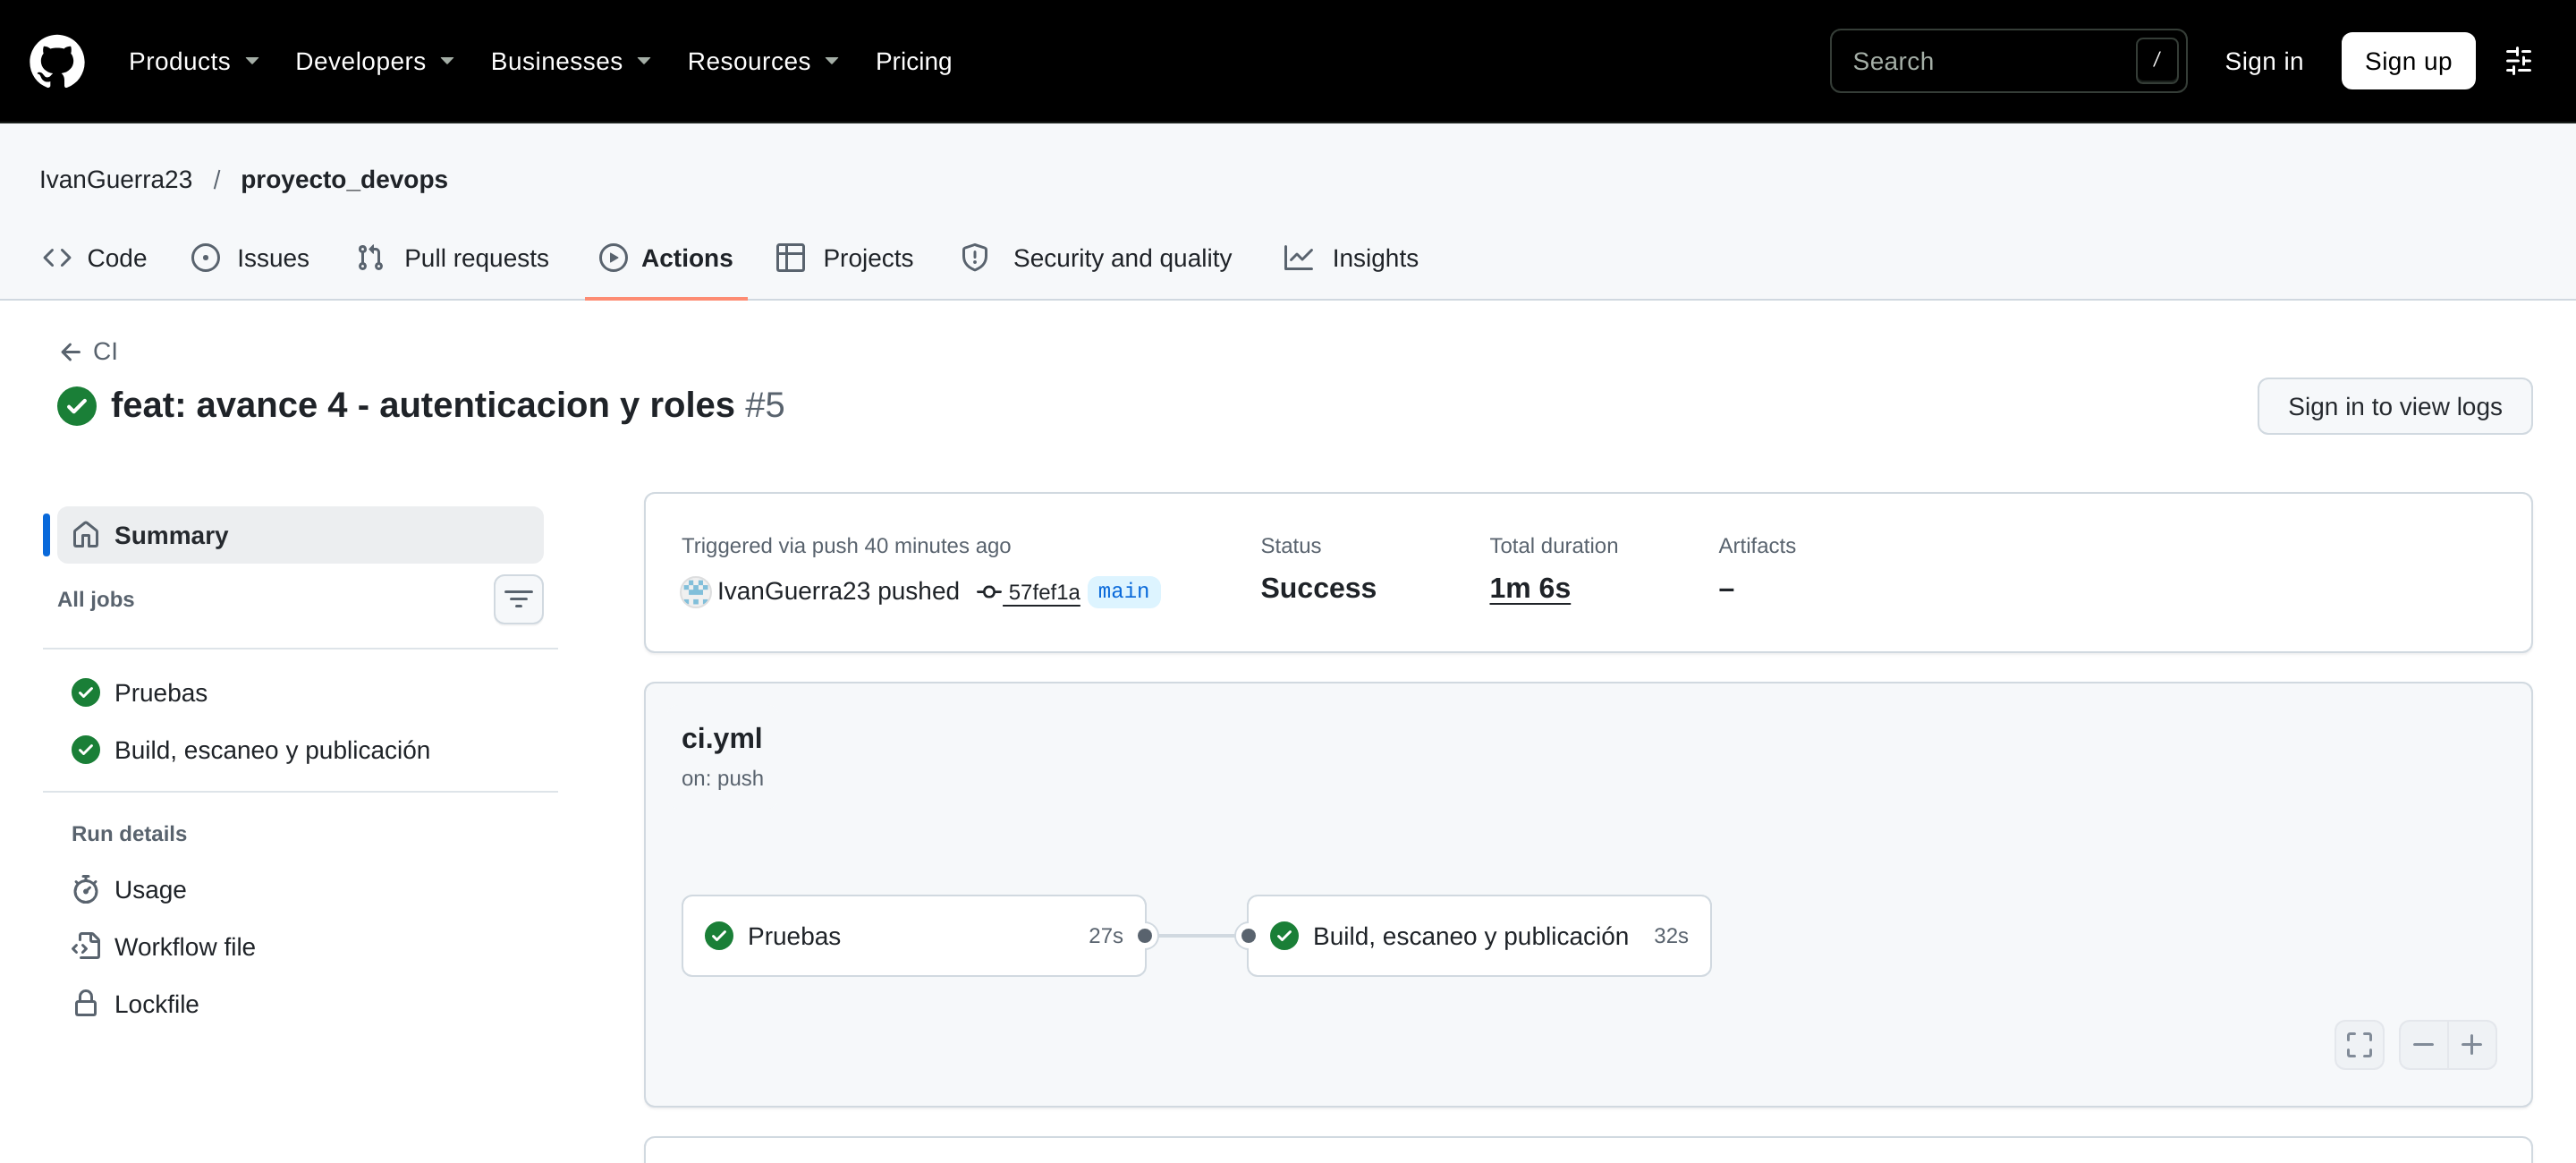 Products Developers Businesses Resources Pricing Search / Sign in Sign up
IvanGuerra23 / proyecto_devops
Code Issues Pull requests Actions Projects Security and quality Insights
CI
feat: avance 4 - autenticacion y roles #5
Sign in to view logs
Summary
All jobs
Pruebas
Build, escaneo y publicación
Run details
Usage
Workflow file
Lockfile
Triggered via push 40 minutes ago
IvanGuerra23 pushed 57fef1a main
Status
Success
Total duration
1m 6s
Artifacts
–
ci.yml
on: push
Pruebas 27s
Build, escaneo y publicación 32s